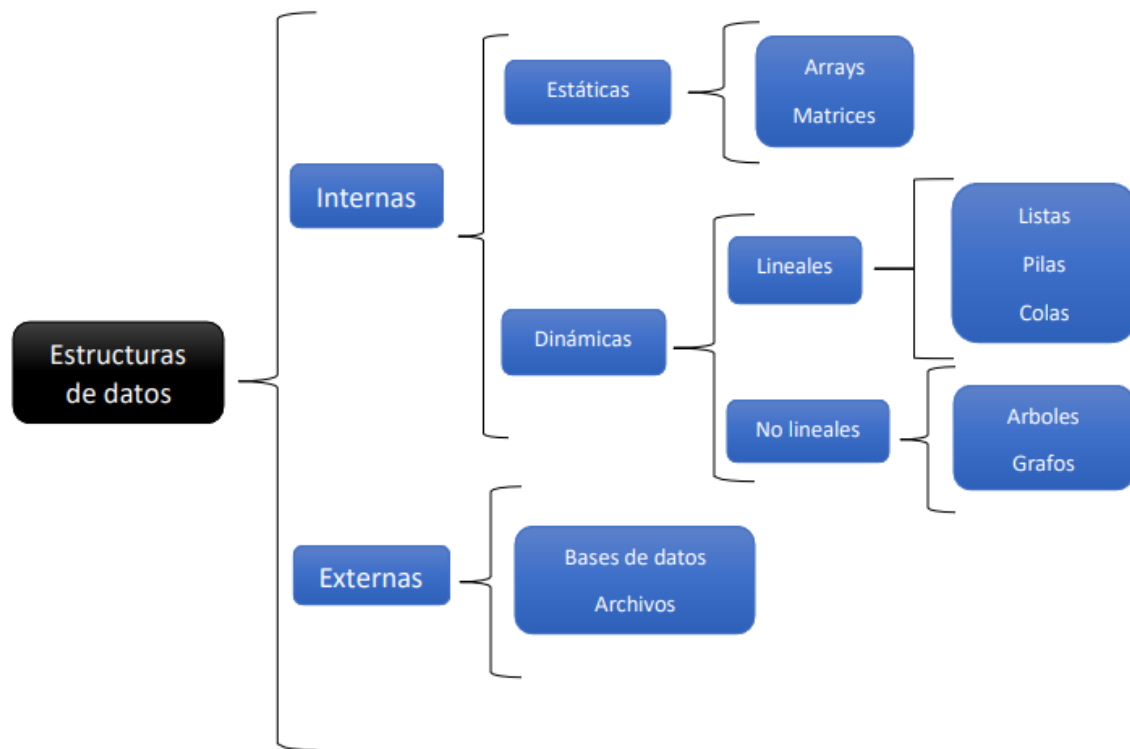 Estructuras
de datos
Internas
Estáticas
Arrays
Matrices
Dinámicas
Lineales
Listas
Pilas
Colas
No lineales
Arboles
Grafos
Externas
Bases de datos
Archivos